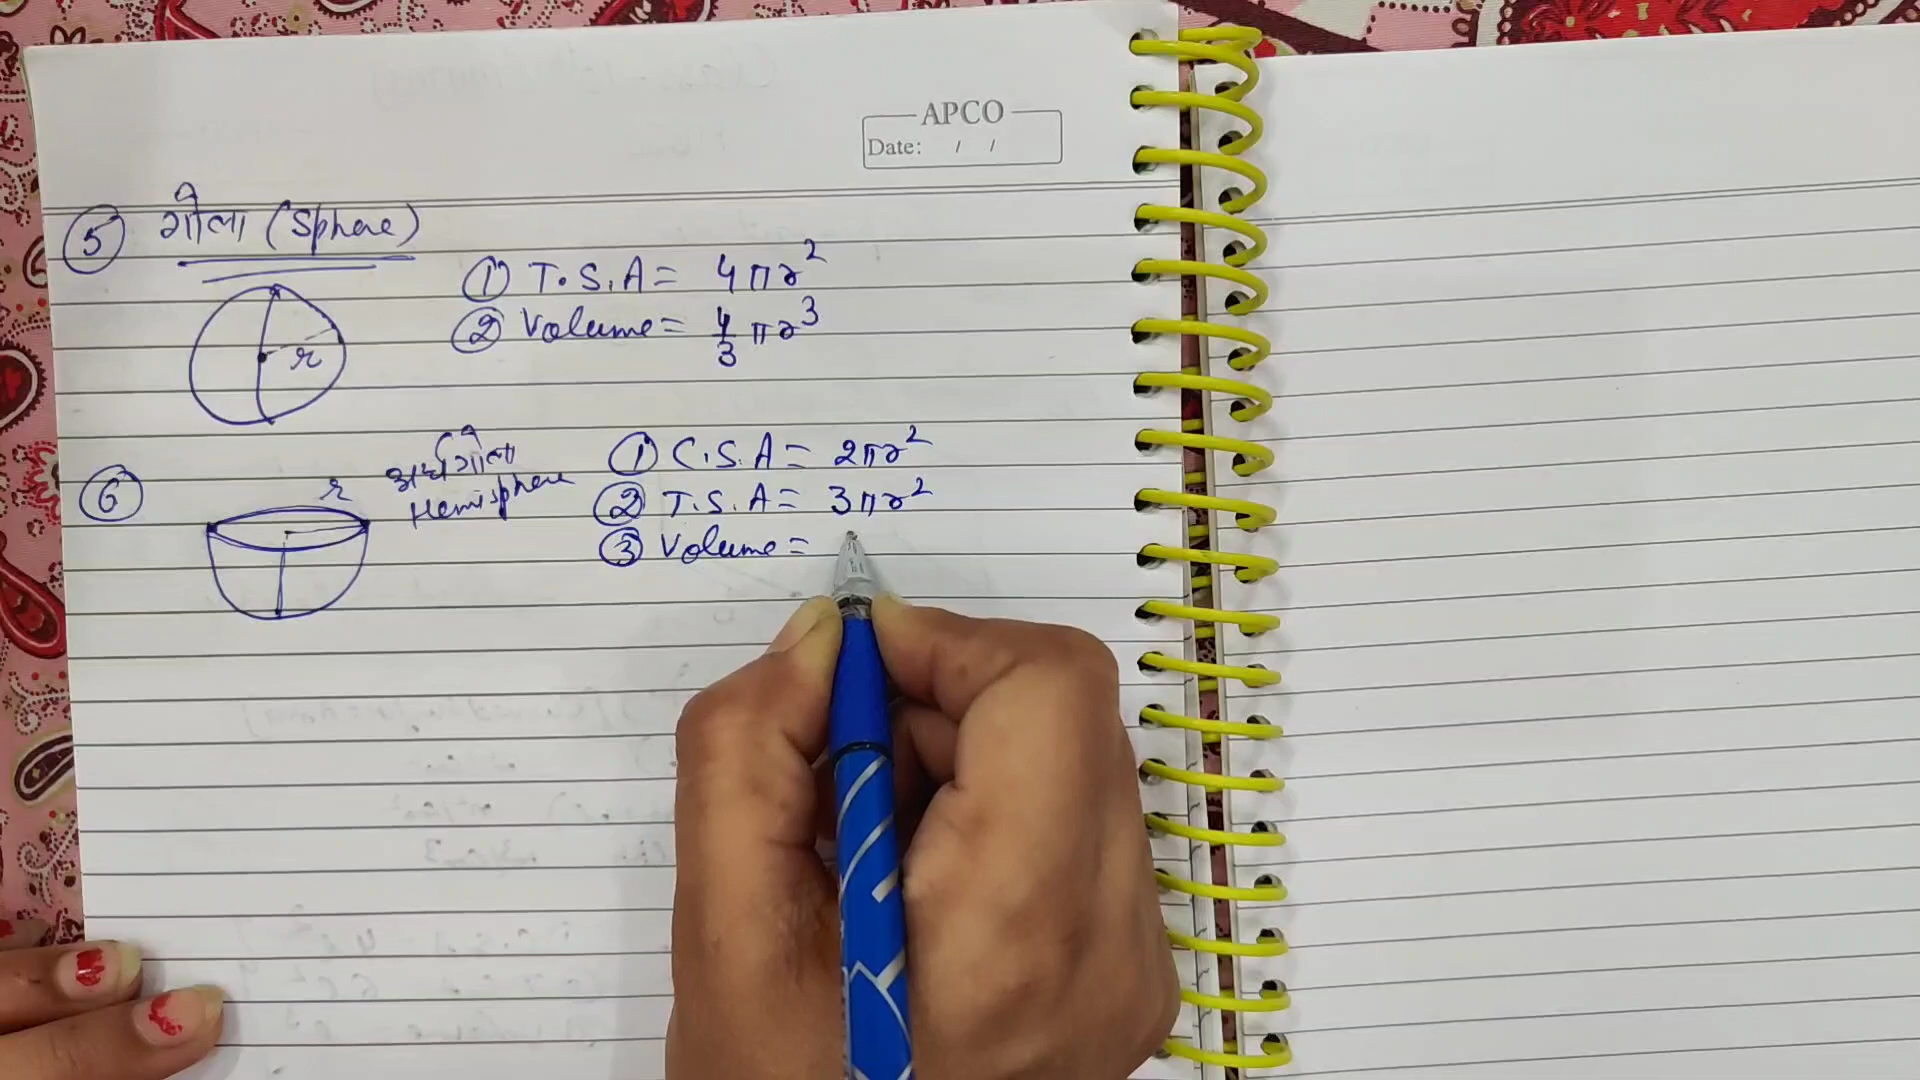 APCO
Date: / /
⑤ गोला (Sphere)
① T.S.A = 4πr²
② Volume = 4/3 πr³
r
⑥
r
अर्धगोला
Hemisphere
① C.S.A = 2πr²
② T.S.A = 3πr²
③ Volume =